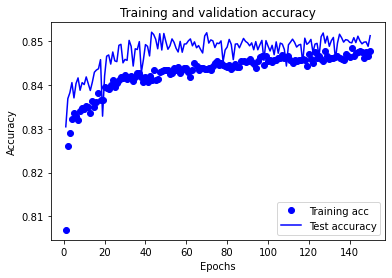 Training and validation accuracy
0.85
0.84
0.83
0.82
0.81
Accuracy
0 20 40 60 80 100 120 140
Epochs
Training acc
Test accuracy